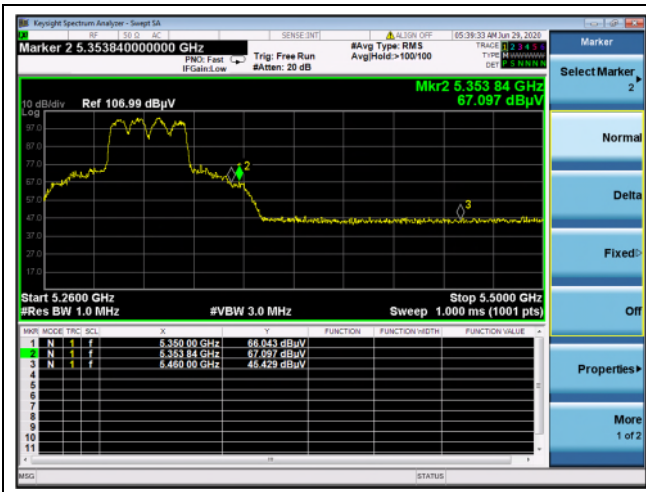 Keysight Spectrum Analyzer - Swept SA
RF 50 Ω AC SENSE:INT ALIGN OFF 05:39:33 AM Jun 29, 2020
Marker 2 5.353840000000 GHz
PNO: Fast
IFGain:Low
Trig: Free Run
#Atten: 20 dB
#Avg Type: RMS
Avg|Hold:>100/100
TRACE 1 2 3 4 5 6
TYPE M WWWWW
DET P S N N N N
Mkr2 5.353 84 GHz
67.097 dBµV
10 dB/div Ref 106.99 dBµV
Log
97.0
87.0
77.0
67.0
57.0
47.0
37.0
27.0
17.0
2
3
Start 5.2600 GHz Stop 5.5000 GHz
#Res BW 1.0 MHz #VBW 3.0 MHz Sweep 1.000 ms (1001 pts)
MKR MODE TRC SCL X Y FUNCTION FUNCTION WIDTH FUNCTION VALUE
1 N 1 f 5.350 00 GHz 66.043 dBµV
2 N 1 f 5.353 84 GHz 67.097 dBµV
3 N 1 f 5.460 00 GHz 45.429 dBµV
4
5
6
7
8
9
10
11
MSG STATUS
Marker
Select Marker
2
Normal
Delta
Fixed
Off
Properties
More
1 of 2